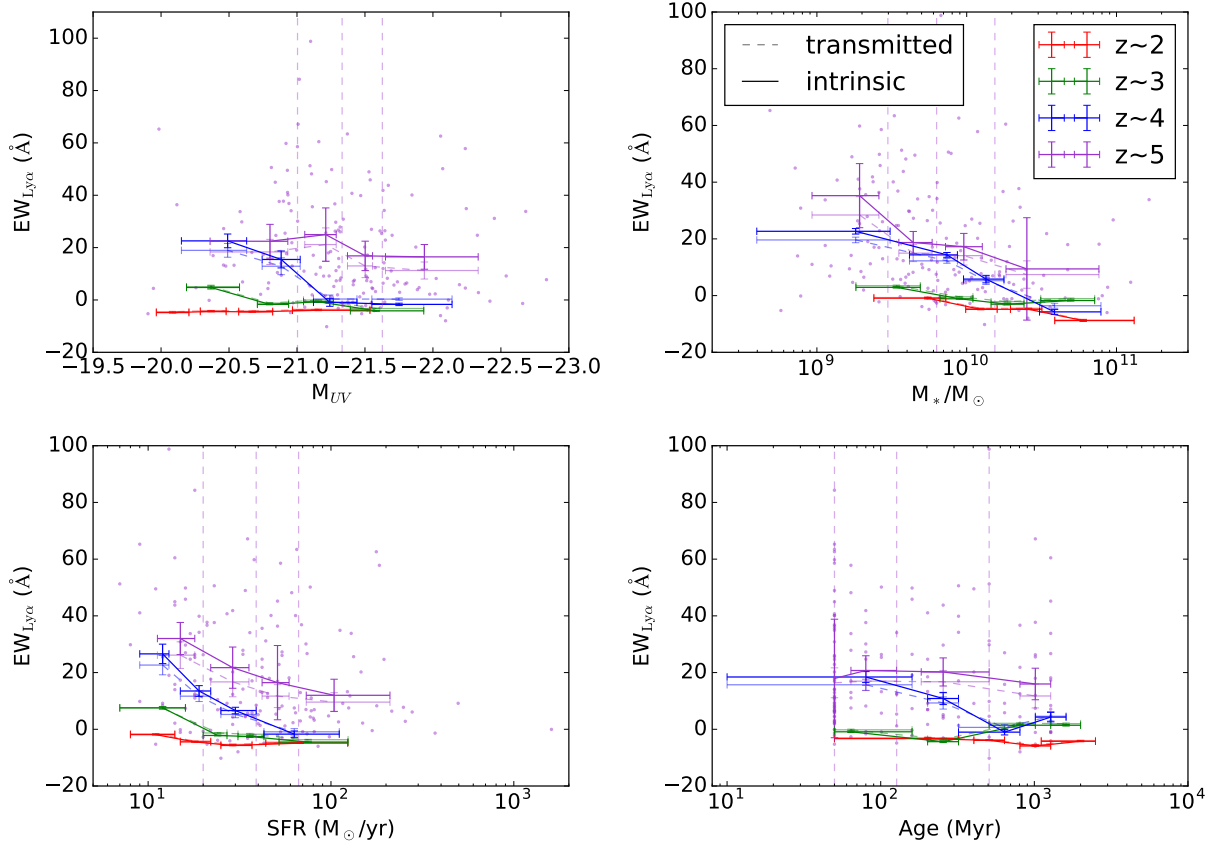 100
80
60
40
20
0
−20
EW_Lyα (Å)
−19.5 −20.0 −20.5 −21.0 −21.5 −22.0 −22.5 −23.0
M_UV
100
80
60
40
20
0
−20
EW_Lyα (Å)
transmitted
intrinsic
z~2
z~3
z~4
z~5
10^9 10^10 10^11
M_*/M_⊙
100
80
60
40
20
0
−20
EW_Lyα (Å)
10^1 10^2 10^3
SFR (M_⊙/yr)
100
80
60
40
20
0
−20
EW_Lyα (Å)
10^1 10^2 10^3 10^4
Age (Myr)